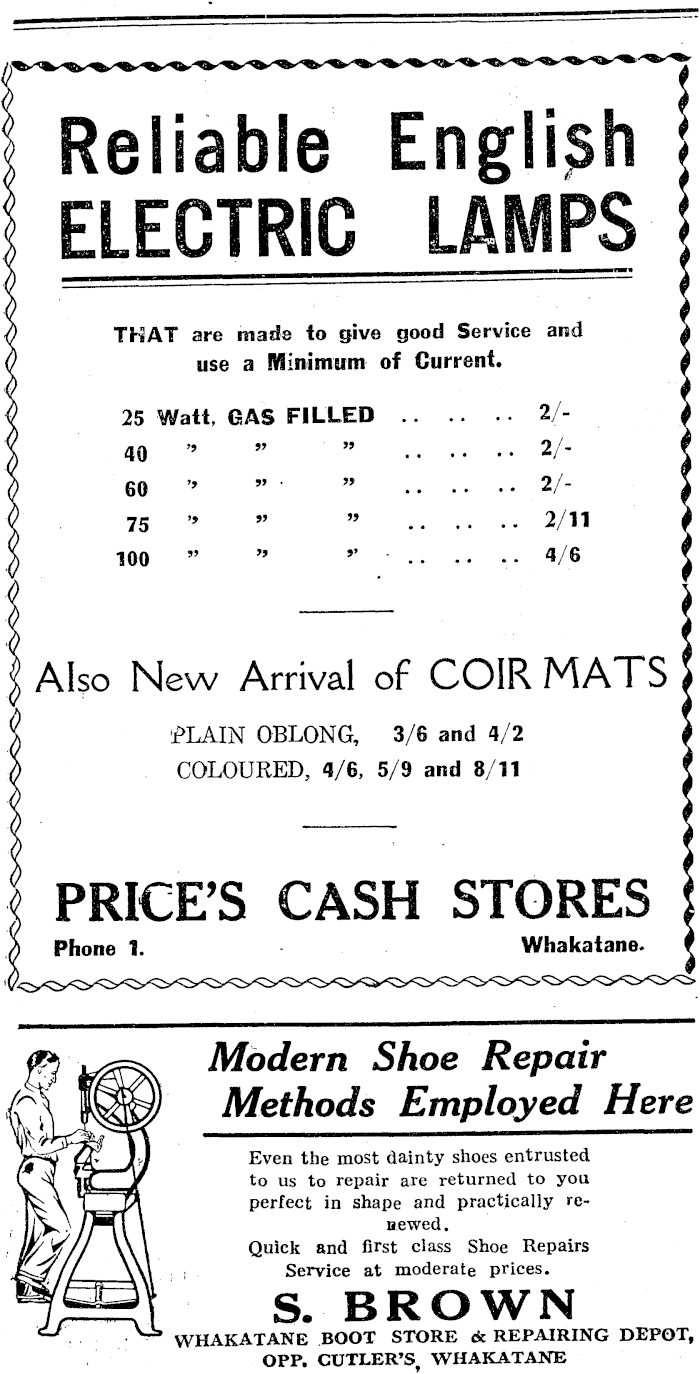 Reliable English
ELECTRIC LAMPS
THAT are made to give good Service and
use a Minimum of Current.
25 Watt, GAS FILLED .. .. .. 2/-
40 " " " .. .. .. 2/-
60 " " " .. .. .. 2/-
75 " " " .. .. .. 2/11
100 " " " .. .. .. 4/6
Also New Arrival of COIR MATS
PLAIN OBLONG, 3/6 and 4/2
COLOURED, 4/6, 5/9 and 8/11
PRICE'S CASH STORES
Phone 1. Whakatane.
Modern Shoe Repair
Methods Employed Here
Even the most dainty shoes entrusted
to us to repair are returned to you
perfect in shape and practically re-
newed.
Quick and first class Shoe Repairs
Service at moderate prices.
S. BROWN
WHAKATANE BOOT STORE & REPAIRING DEPOT,
OPP. CUTLER'S, WHAKATANE